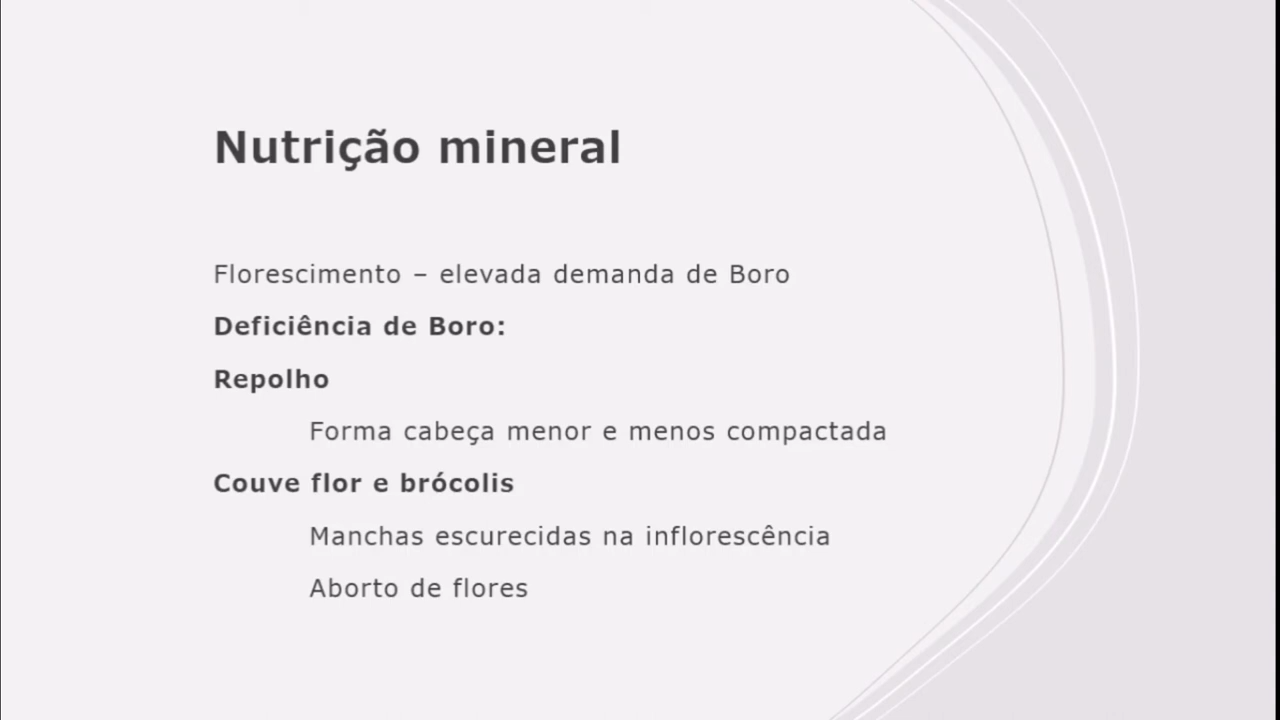 Nutrição mineral
Florescimento – elevada demanda de Boro
Deficiência de Boro:
Repolho
Forma cabeça menor e menos compactada
Couve flor e brócolis
Manchas escurecidas na inflorescência
Aborto de flores